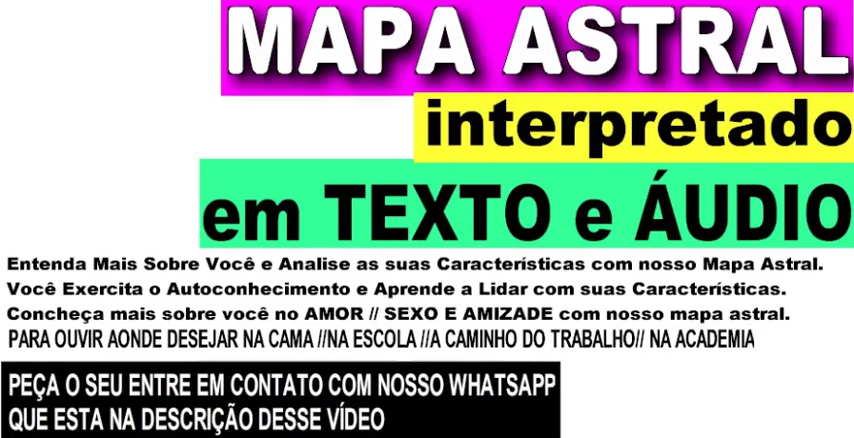 MAPA ASTRAL
interpretado
em TEXTO e ÁUDIO
Entenda Mais Sobre Você e Analise as suas Características com nosso Mapa Astral.
Você Exercita o Autoconhecimento e Aprende a Lidar com suas Características.
Concheça mais sobre você no AMOR // SEXO E AMIZADE com nosso mapa astral.
PARA OUVIR AONDE DESEJAR NA CAMA //NA ESCOLA //A CAMINHO DO TRABALHO// NA ACADEMIA
PEÇA O SEU ENTRE EM CONTATO COM NOSSO WHATSAPP
QUE ESTA NA DESCRIÇÃO DESSE VÍDEO